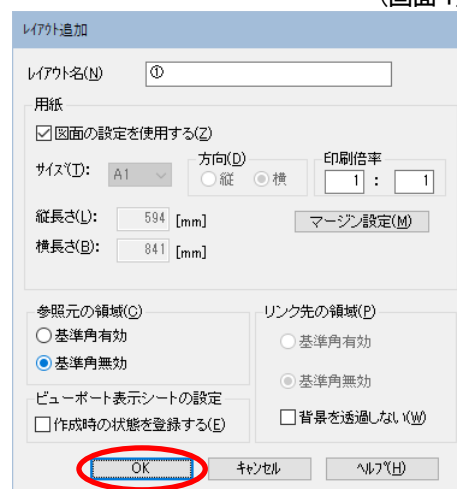 レイアウト追加
レイアウト名(N) ①
用紙
図面の設定を使用する(Z)
サイズ(T): A1 方向(D) 縦 横 印刷倍率 1 : 1
縦長さ(L): 594 [mm] マージン設定(M)
横長さ(B): 841 [mm]
参照元の領域(C) リンク先の領域(P)
基準角有効 基準角有効
基準角無効 基準角無効
ビューポート表示シートの設定
作成時の状態を登録する(E) 背景を透過しない(W)
OK キャンセル ヘルプ(H)